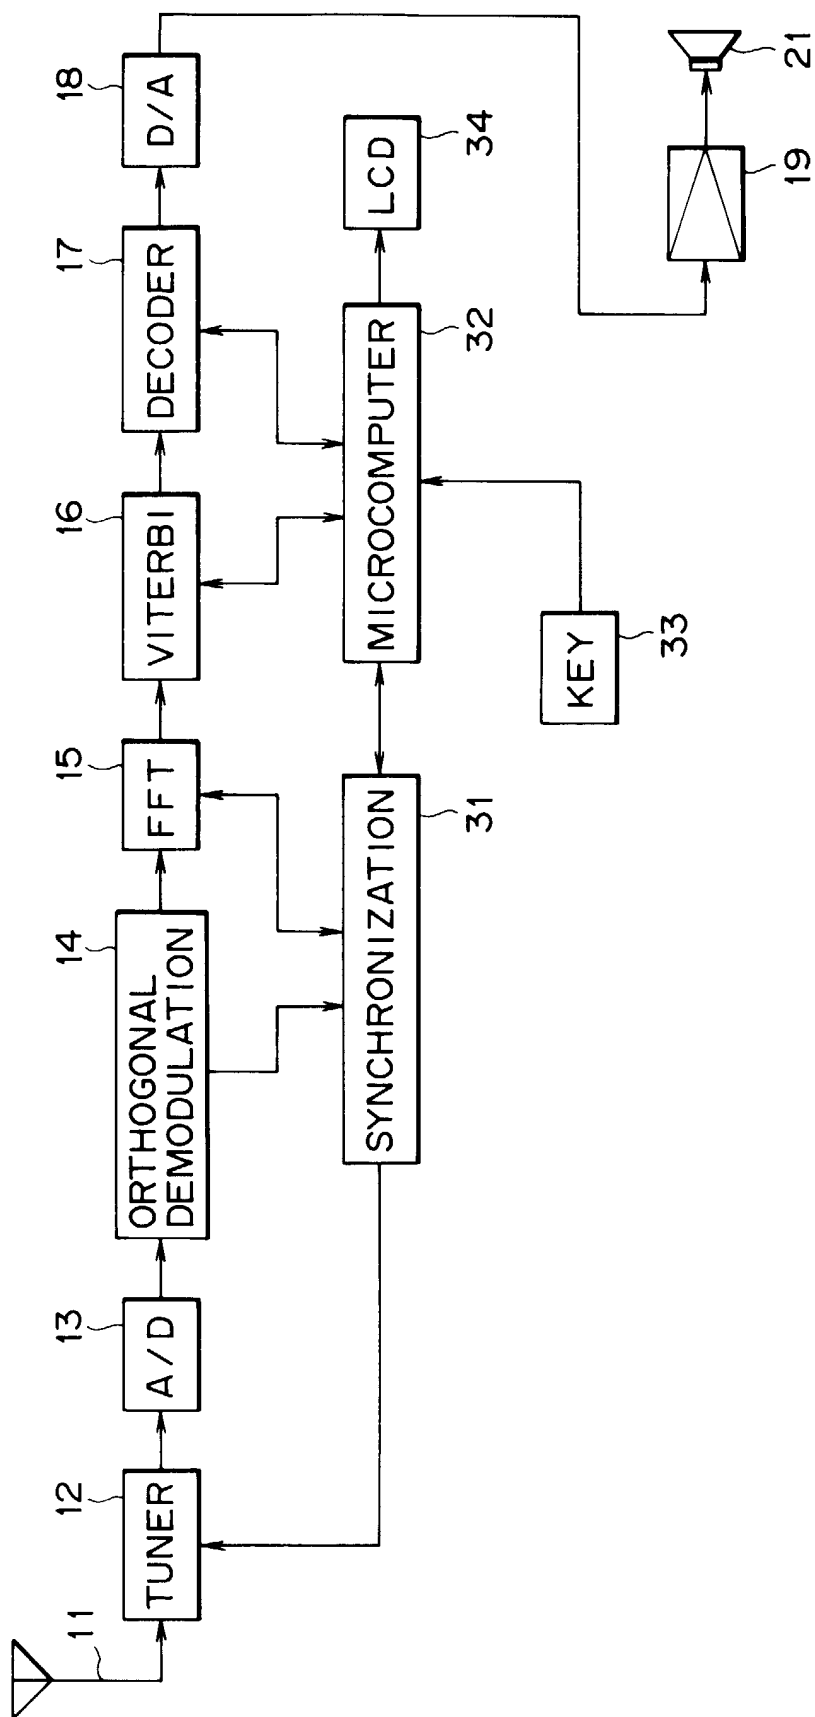 11
12
TUNER
13
A/D
14
ORTHOGONAL
DEMODULATION
15
FFT
16
VITERBI
17
DECODER
18
D/A
31
SYNCHRONIZATION
32
MICROCOMPUTER
34
LCD
33
KEY
19
21